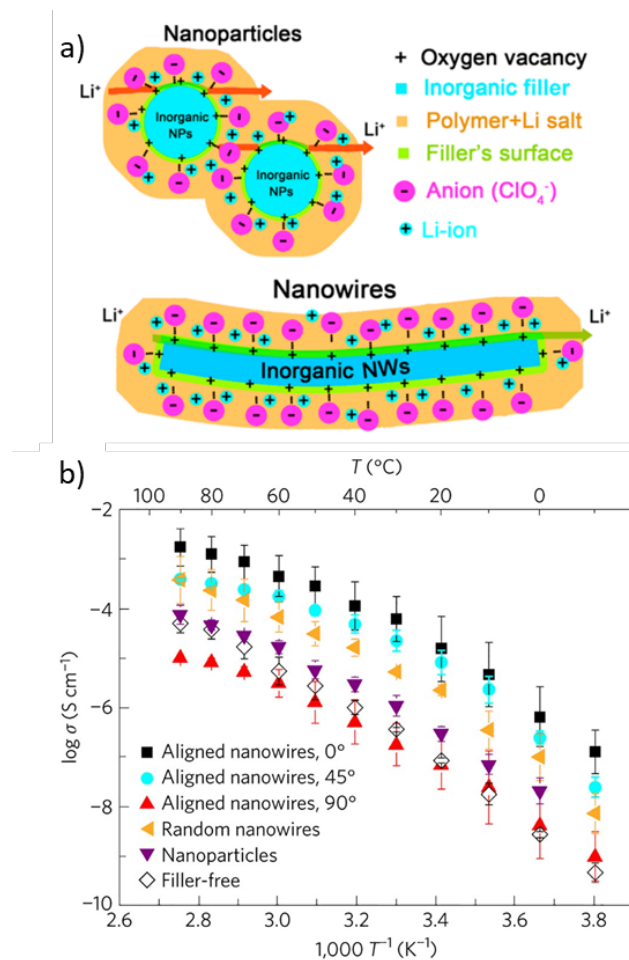 a)
Nanoparticles
Li⁺
Inorganic
NPs
Li⁺
Inorganic
NPs
+ Oxygen vacancy
Inorganic filler
Polymer+Li salt
Filler's surface
- Anion (ClO₄⁻)
+ Li-ion
Nanowires
Li⁺
Li⁺
Inorganic NWs
b)
T (°C)
100 80 60 40 20 0
−2
−4
−6
−8
−10
log σ (S cm⁻¹)
Aligned nanowires, 0°
Aligned nanowires, 45°
Aligned nanowires, 90°
Random nanowires
Nanoparticles
Filler-free
2.6 2.8 3.0 3.2 3.4 3.6 3.8
1,000 T⁻¹ (K⁻¹)